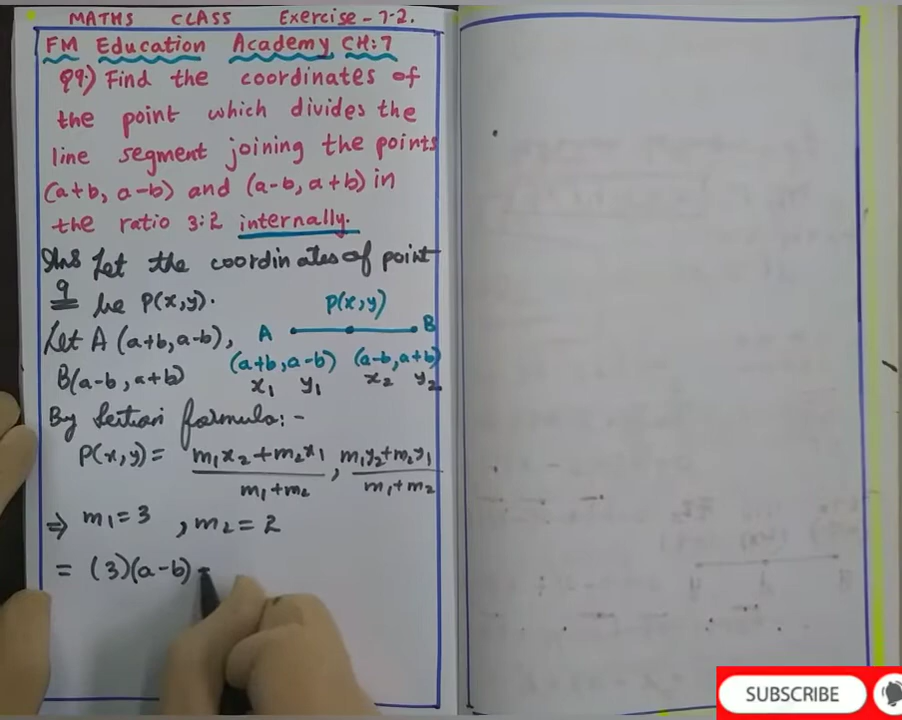 MATHS CLASS Exercise - 7.2.
FM Education Academy CH:7
Q9.) Find the coordinates of
the point which divides the
line segment joining the points
(a+b, a-b) and (a-b, a+b) in
the ratio 3:2 internally.
Ans Let the coordinates of point
9 be P(x,y).
P(x,y)
Let A (a+b, a-b),
A B
B(a-b, a+b)
(a+b, a-b) (a-b, a+b)
x₁ y₁ x₂ y₂
By Section formula:-
P(x,y) = m₁x₂+m₂x₁ / m₁+m₂ , m₁y₂+m₂y₁ / m₁+m₂
⇒ m₁ = 3 , m₂ = 2
= (3)(a-b)
SUBSCRIBE